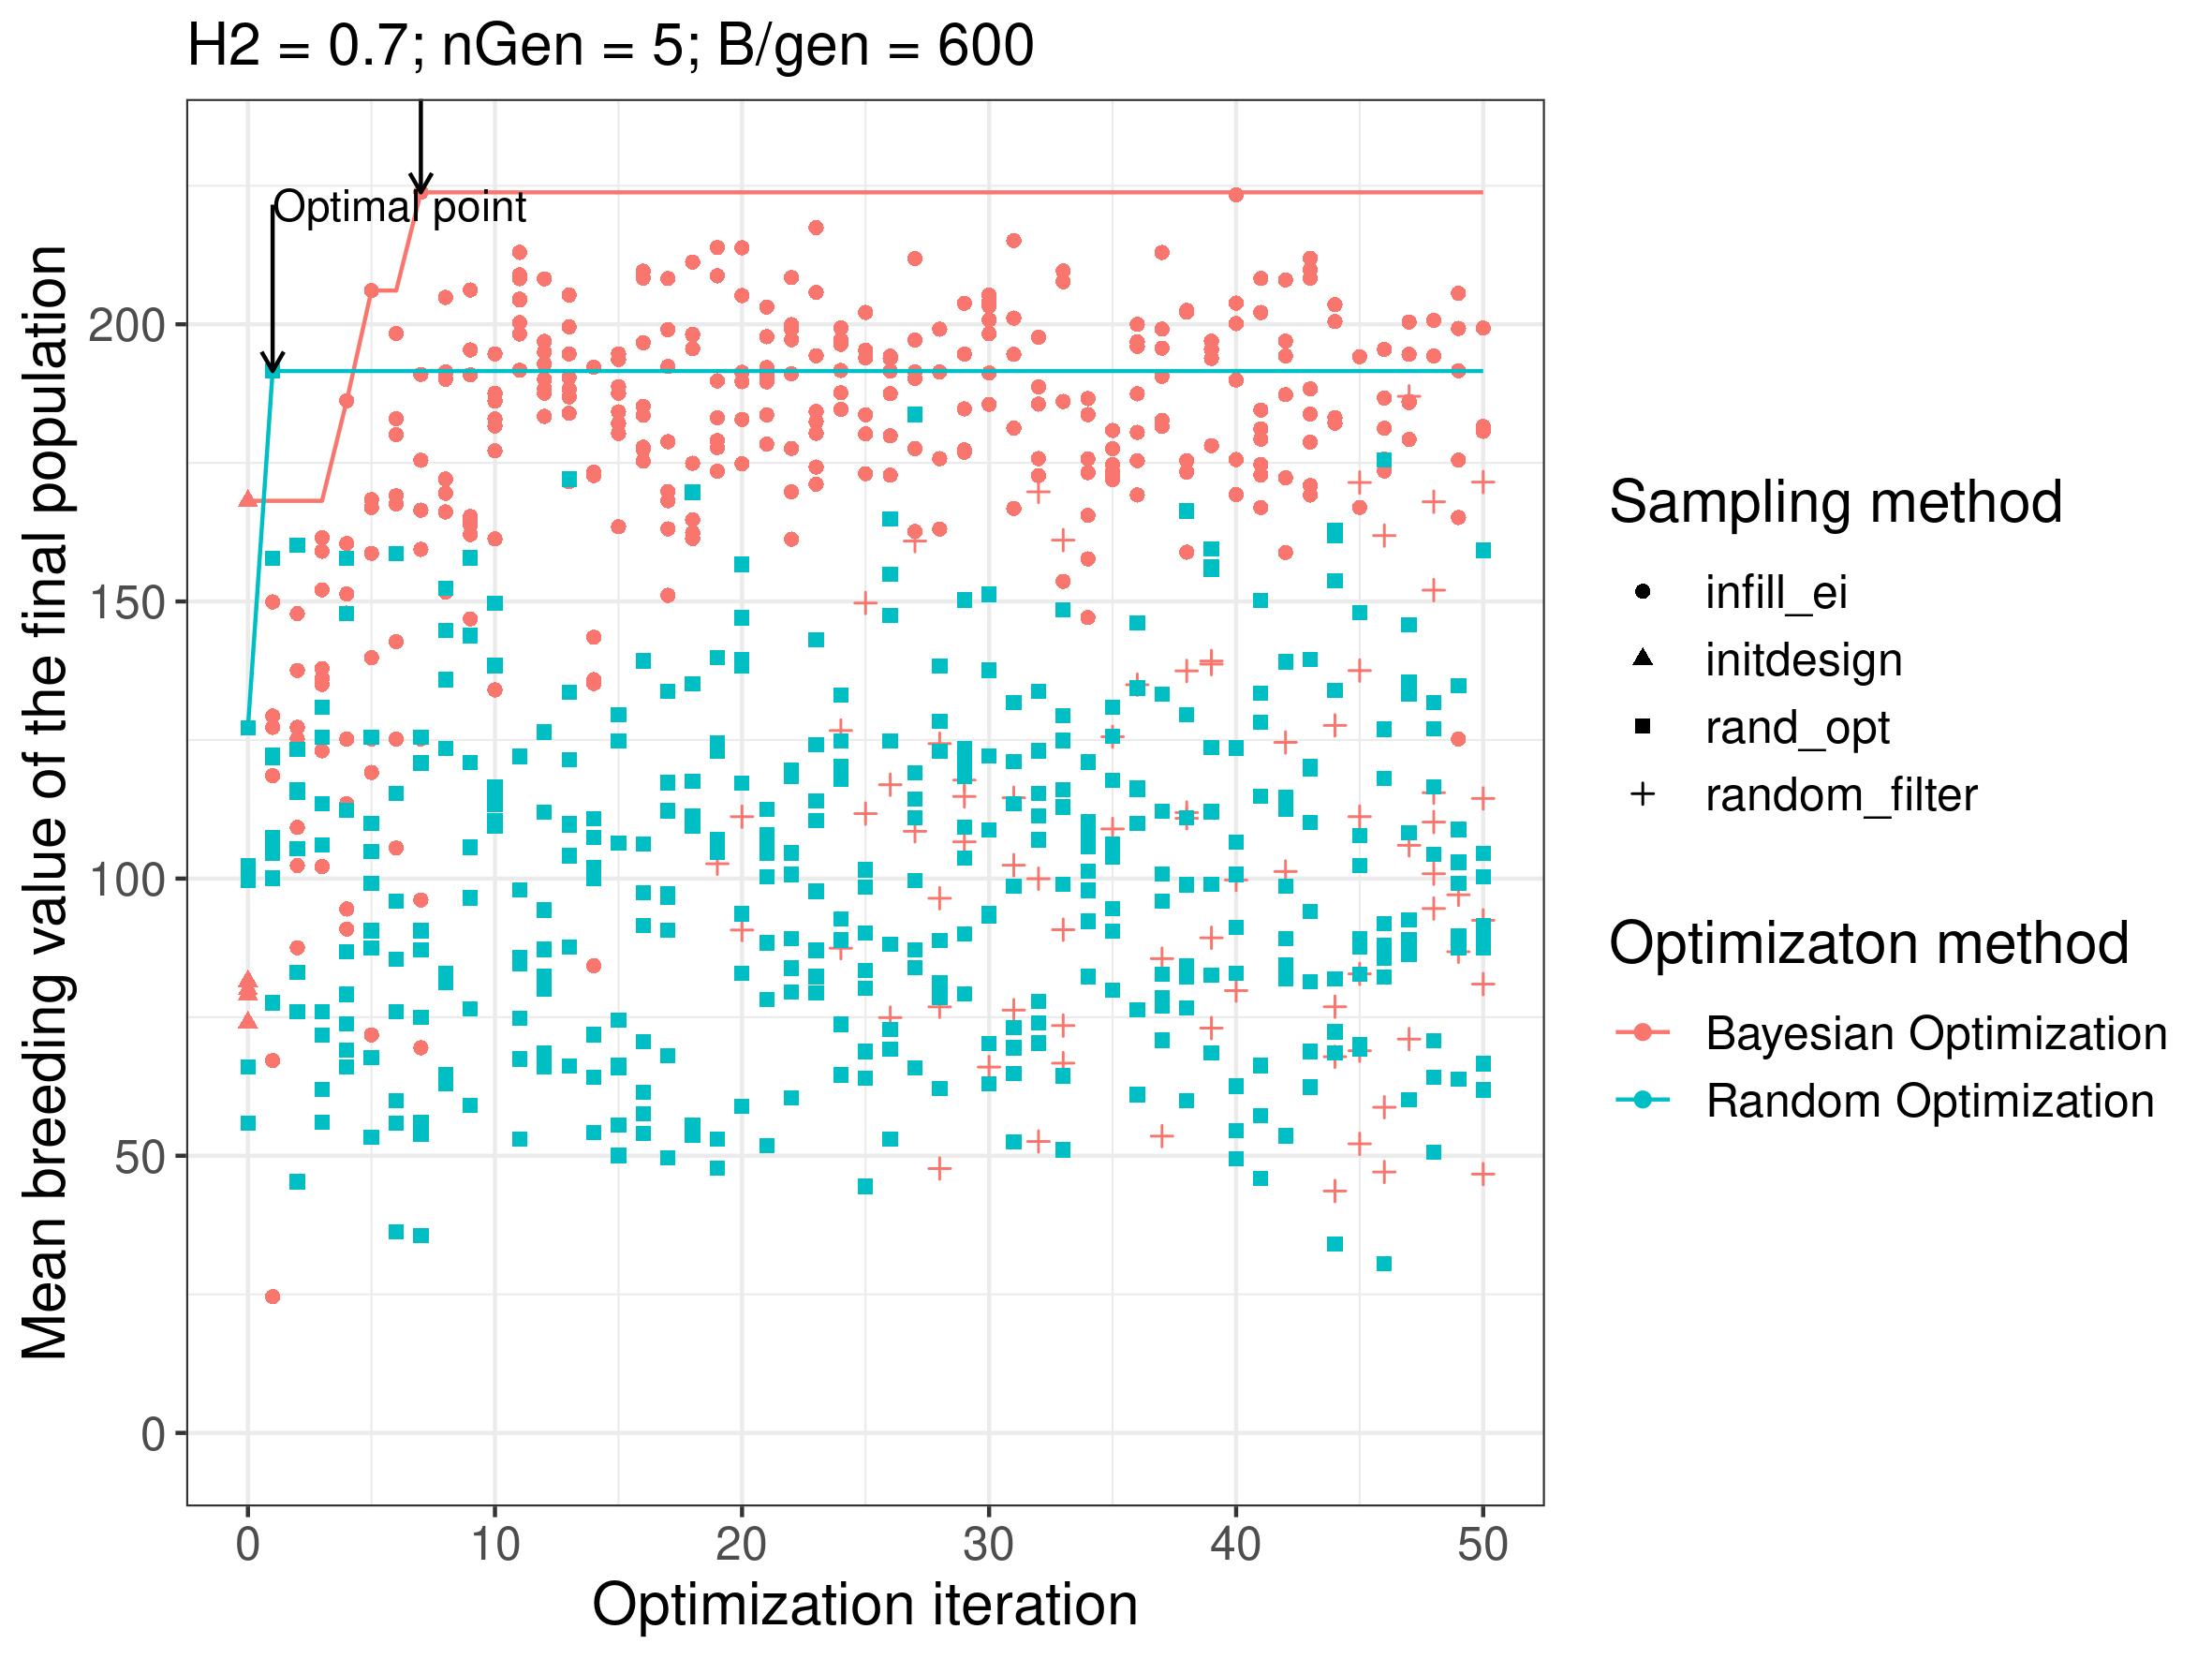 H2 = 0.7; nGen = 5; B/gen = 600
Optimal point
Mean breeding value of the final population
200
150
100
50
0
0 10 20 30 40 50
Optimization iteration
Sampling method
infill_ei
initdesign
rand_opt
random_filter
Optimizaton method
Bayesian Optimization
Random Optimization